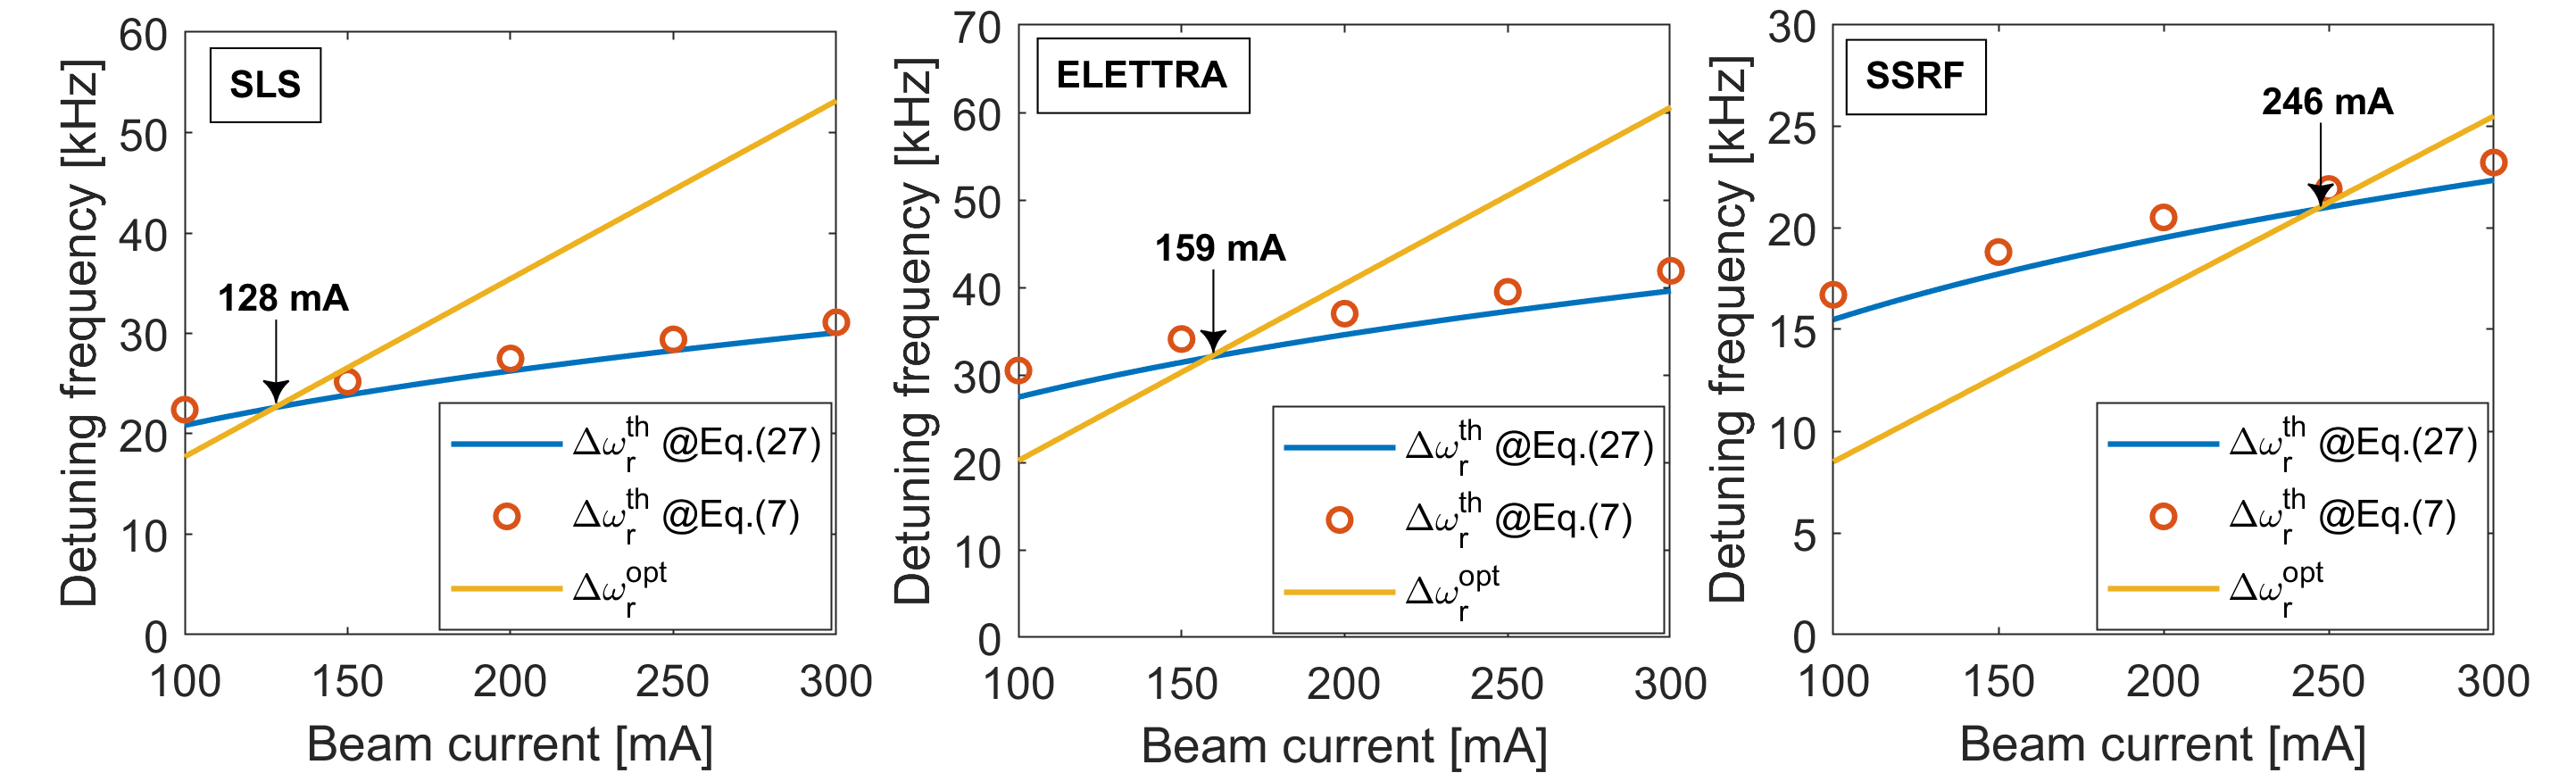 SLS
128 mA
Detuning frequency [kHz]
60
50
40
30
20
10
0
100 150 200 250 300
Beam current [mA]
Δω_r^th @Eq.(27)
Δω_r^th @Eq.(7)
Δω_r^opt
ELETTRA
159 mA
Detuning frequency [kHz]
70
60
50
40
30
20
10
0
100 150 200 250 300
Beam current [mA]
Δω_r^th @Eq.(27)
Δω_r^th @Eq.(7)
Δω_r^opt
SSRF
246 mA
Detuning frequency [kHz]
30
25
20
15
10
5
0
100 150 200 250 300
Beam current [mA]
Δω_r^th @Eq.(27)
Δω_r^th @Eq.(7)
Δω_r^opt